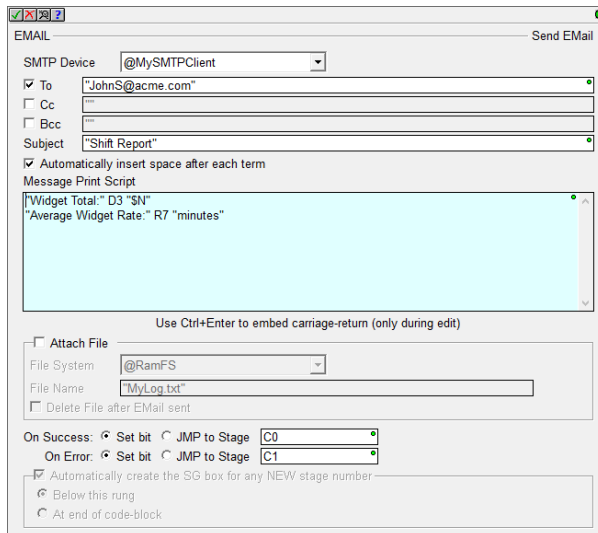 EMAIL Send EMail
SMTP Device @MySMTPClient
To "JohnS@acme.com"
Cc ""
Bcc ""
Subject "Shift Report"
Automatically insert space after each term
Message Print Script
"Widget Total:" D3 "$N"
"Average Widget Rate:" R7 "minutes"
Use Ctrl+Enter to embed carriage-return (only during edit)
Attach File
File System @RamFS
File Name "MyLog.txt"
Delete File after EMail sent
On Success: Set bit JMP to Stage C0
On Error: Set bit JMP to Stage C1
Automatically create the SG box for any NEW stage number
Below this rung
At end of code-block